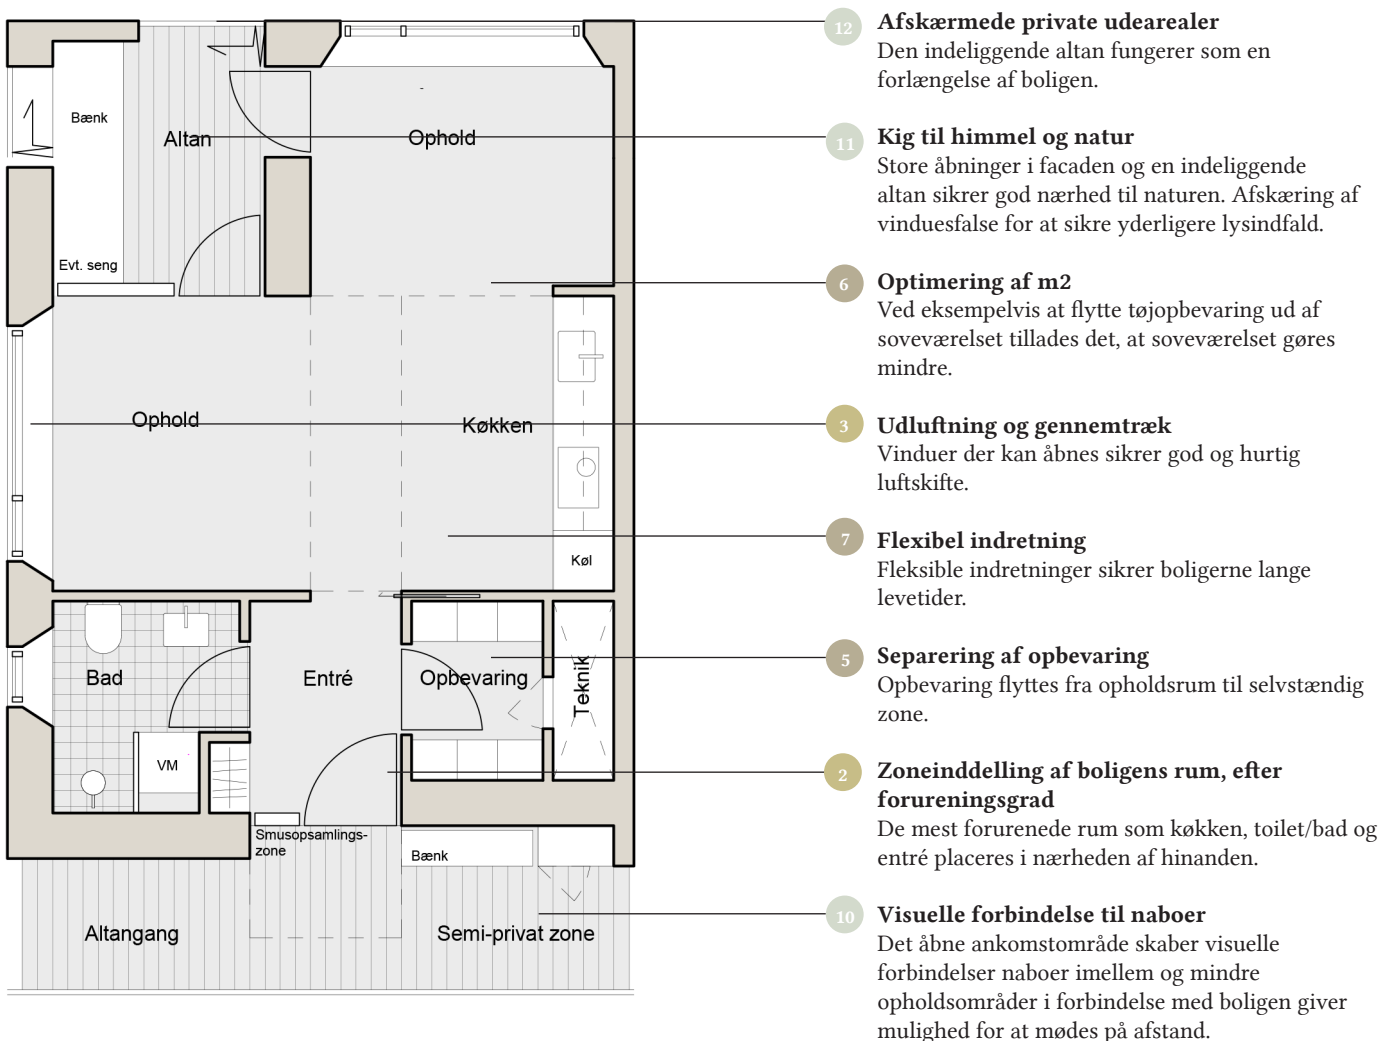 Bænk
Altan
Ophold
Evt. seng
Ophold
Køkken
Køl
Bad
Entré
Opbevaring
Teknik
VM
Smusopsamlings-
zone
Bænk
Altangang
Semi-privat zone
12
Afskærmede private udearealer
Den indeliggende altan fungerer som en
forlængelse af boligen.
11
Kig til himmel og natur
Store åbninger i facaden og en indeliggende
altan sikrer god nærhed til naturen. Afskæring af
vinduesfalse for at sikre yderligere lysindfald.
6
Optimering af m2
Ved eksempelvis at flytte tøjopbevaring ud af
soveværelset tillades det, at soveværelset gøres
mindre.
3
Udluftning og gennemtræk
Vinduer der kan åbnes sikrer god og hurtig
luftskifte.
7
Flexibel indretning
Fleksible indretninger sikrer boligerne lange
levetider.
5
Separering af opbevaring
Opbevaring flyttes fra opholdsrum til selvstændig
zone.
2
Zoneinddelling af boligens rum, efter
forureningsgrad
De mest forurenede rum som køkken, toilet/bad og
entré placeres i nærheden af hinanden.
10
Visuelle forbindelse til naboer
Det åbne ankomstområde skaber visuelle
forbindelser naboer imellem og mindre
opholdsområder i forbindelse med boligen giver
mulighed for at mødes på afstand.